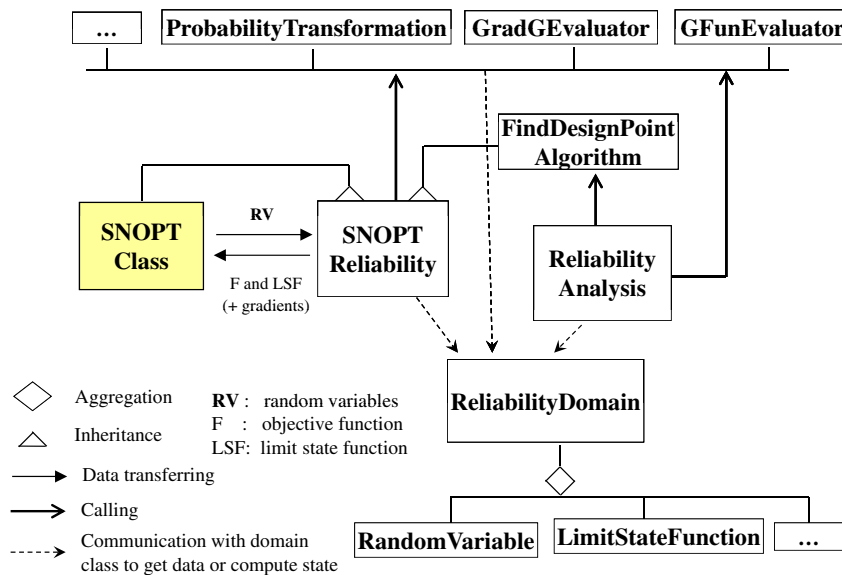 ...
ProbabilityTransformation
GradGEvaluator
GFunEvaluator
FindDesignPoint
Algorithm
SNOPT
Class
RV
F and LSF
(+ gradients)
SNOPT
Reliability
Reliability
Analysis
ReliabilityDomain
Aggregation
Inheritance
Data transferring
Calling
Communication with domain
class to get data or compute state
RV : random variables
F : objective function
LSF: limit state function
RandomVariable
LimitStateFunction
...